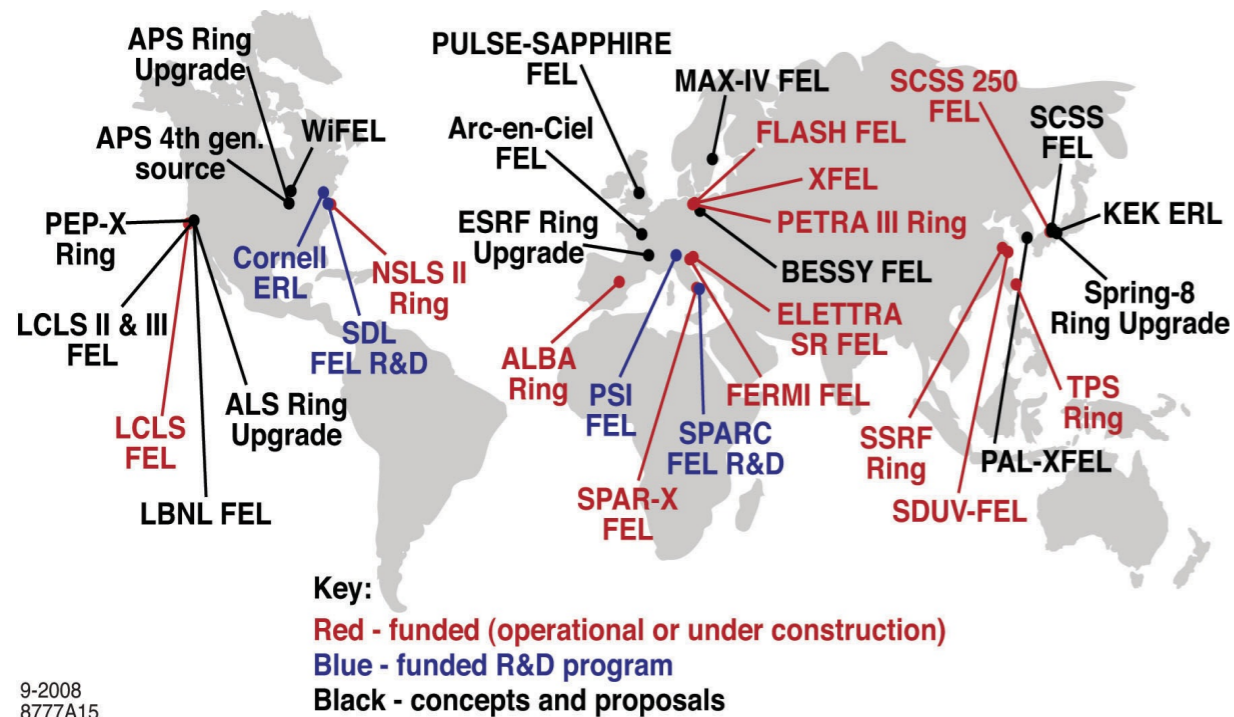 APS Ring
Upgrade
APS 4th gen.
source
WiFEL
PEP-X
Ring
LCLS II & III
FEL
LCLS
FEL
LBNL FEL
ALS Ring
Upgrade
Cornell
ERL
SDL
FEL R&D
NSLS II
Ring
PULSE-SAPPHIRE
FEL
Arc-en-Ciel
FEL
ESRF Ring
Upgrade
MAX-IV FEL
FLASH FEL
XFEL
PETRA III Ring
BESSY FEL
ELETTRA
SR FEL
FERMI FEL
ALBA
Ring
PSI
FEL
SPARC
FEL R&D
SPAR-X
FEL
SCSS 250
FEL
SCSS
FEL
KEK ERL
Spring-8
Ring Upgrade
TPS
Ring
PAL-XFEL
SSRF
Ring
SDUV-FEL
Key:
Red - funded (operational or under construction)
Blue - funded R&D program
Black - concepts and proposals
9-2008
8777A15